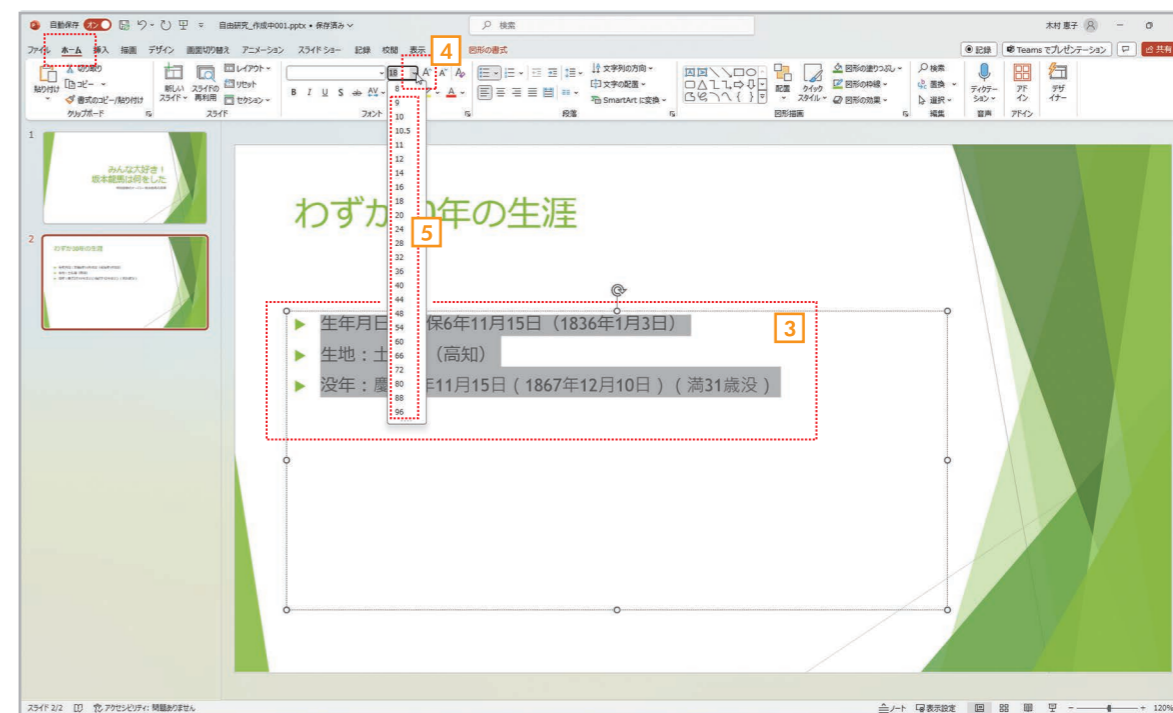 自動保存 オン 自由研究_作成中001.pptx • 保存済み 検索 木村 恵子
ファイル ホーム 挿入 描画 デザイン 画面切り替え アニメーション スライド ショー 記録 校閲 表示 4 図形の書式 記録 Teams でプレゼンテーション 共有
貼り付け 切り取り コピー 書式のコピー/貼り付け
クリップボード
新しいスライド スライドの再利用 レイアウト リセット セクション
スライド
18
B I U S ab AV
フォント
文字列の方向 文字の配置 SmartArt に変換
段落
配置 クイックスタイル 図形の塗りつぶし 図形の枠線 図形の効果
図形描画
検索 置換 選択
編集
ディクテーション
音声
アドイン
アドイン
デザイナー
8
9
10
10.5
11
12
14
16
18
20
24
28
32
36
40
44
48
54
60
66
72
80
88
96
5
1
みんな大好き!
坂本龍馬は何をした
2
わずか30年の生涯
わずか 0年の生涯
生年月日 保6年11月15日(1836年1月3日)
3
生地:土 (高知)
没年:慶 年11月15日(1867年12月10日)(満31歳没)
スライド 2/2 アクセシビリティ: 問題ありません ノート 表示設定 120%